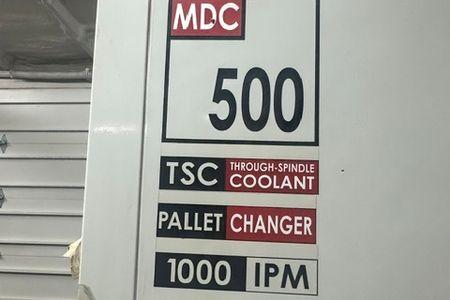 MDC
500
TSC THROUGH-SPINDLE COOLANT
PALLET CHANGER
1000 IPM